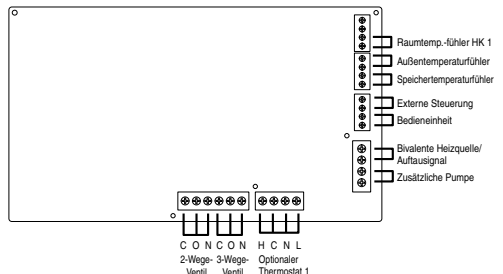 Raumtemp.-fühler HK 1
Außentemperaturfühler
Speichertemperaturfühler
Externe Steuerung
Bedieneinheit
Bivalente Heizquelle/
Auftausignal
Zusätzliche Pumpe
C O N C O N H C N L
2-Wege- 3-Wege- Optionaler
Ventil Ventil Thermostat 1